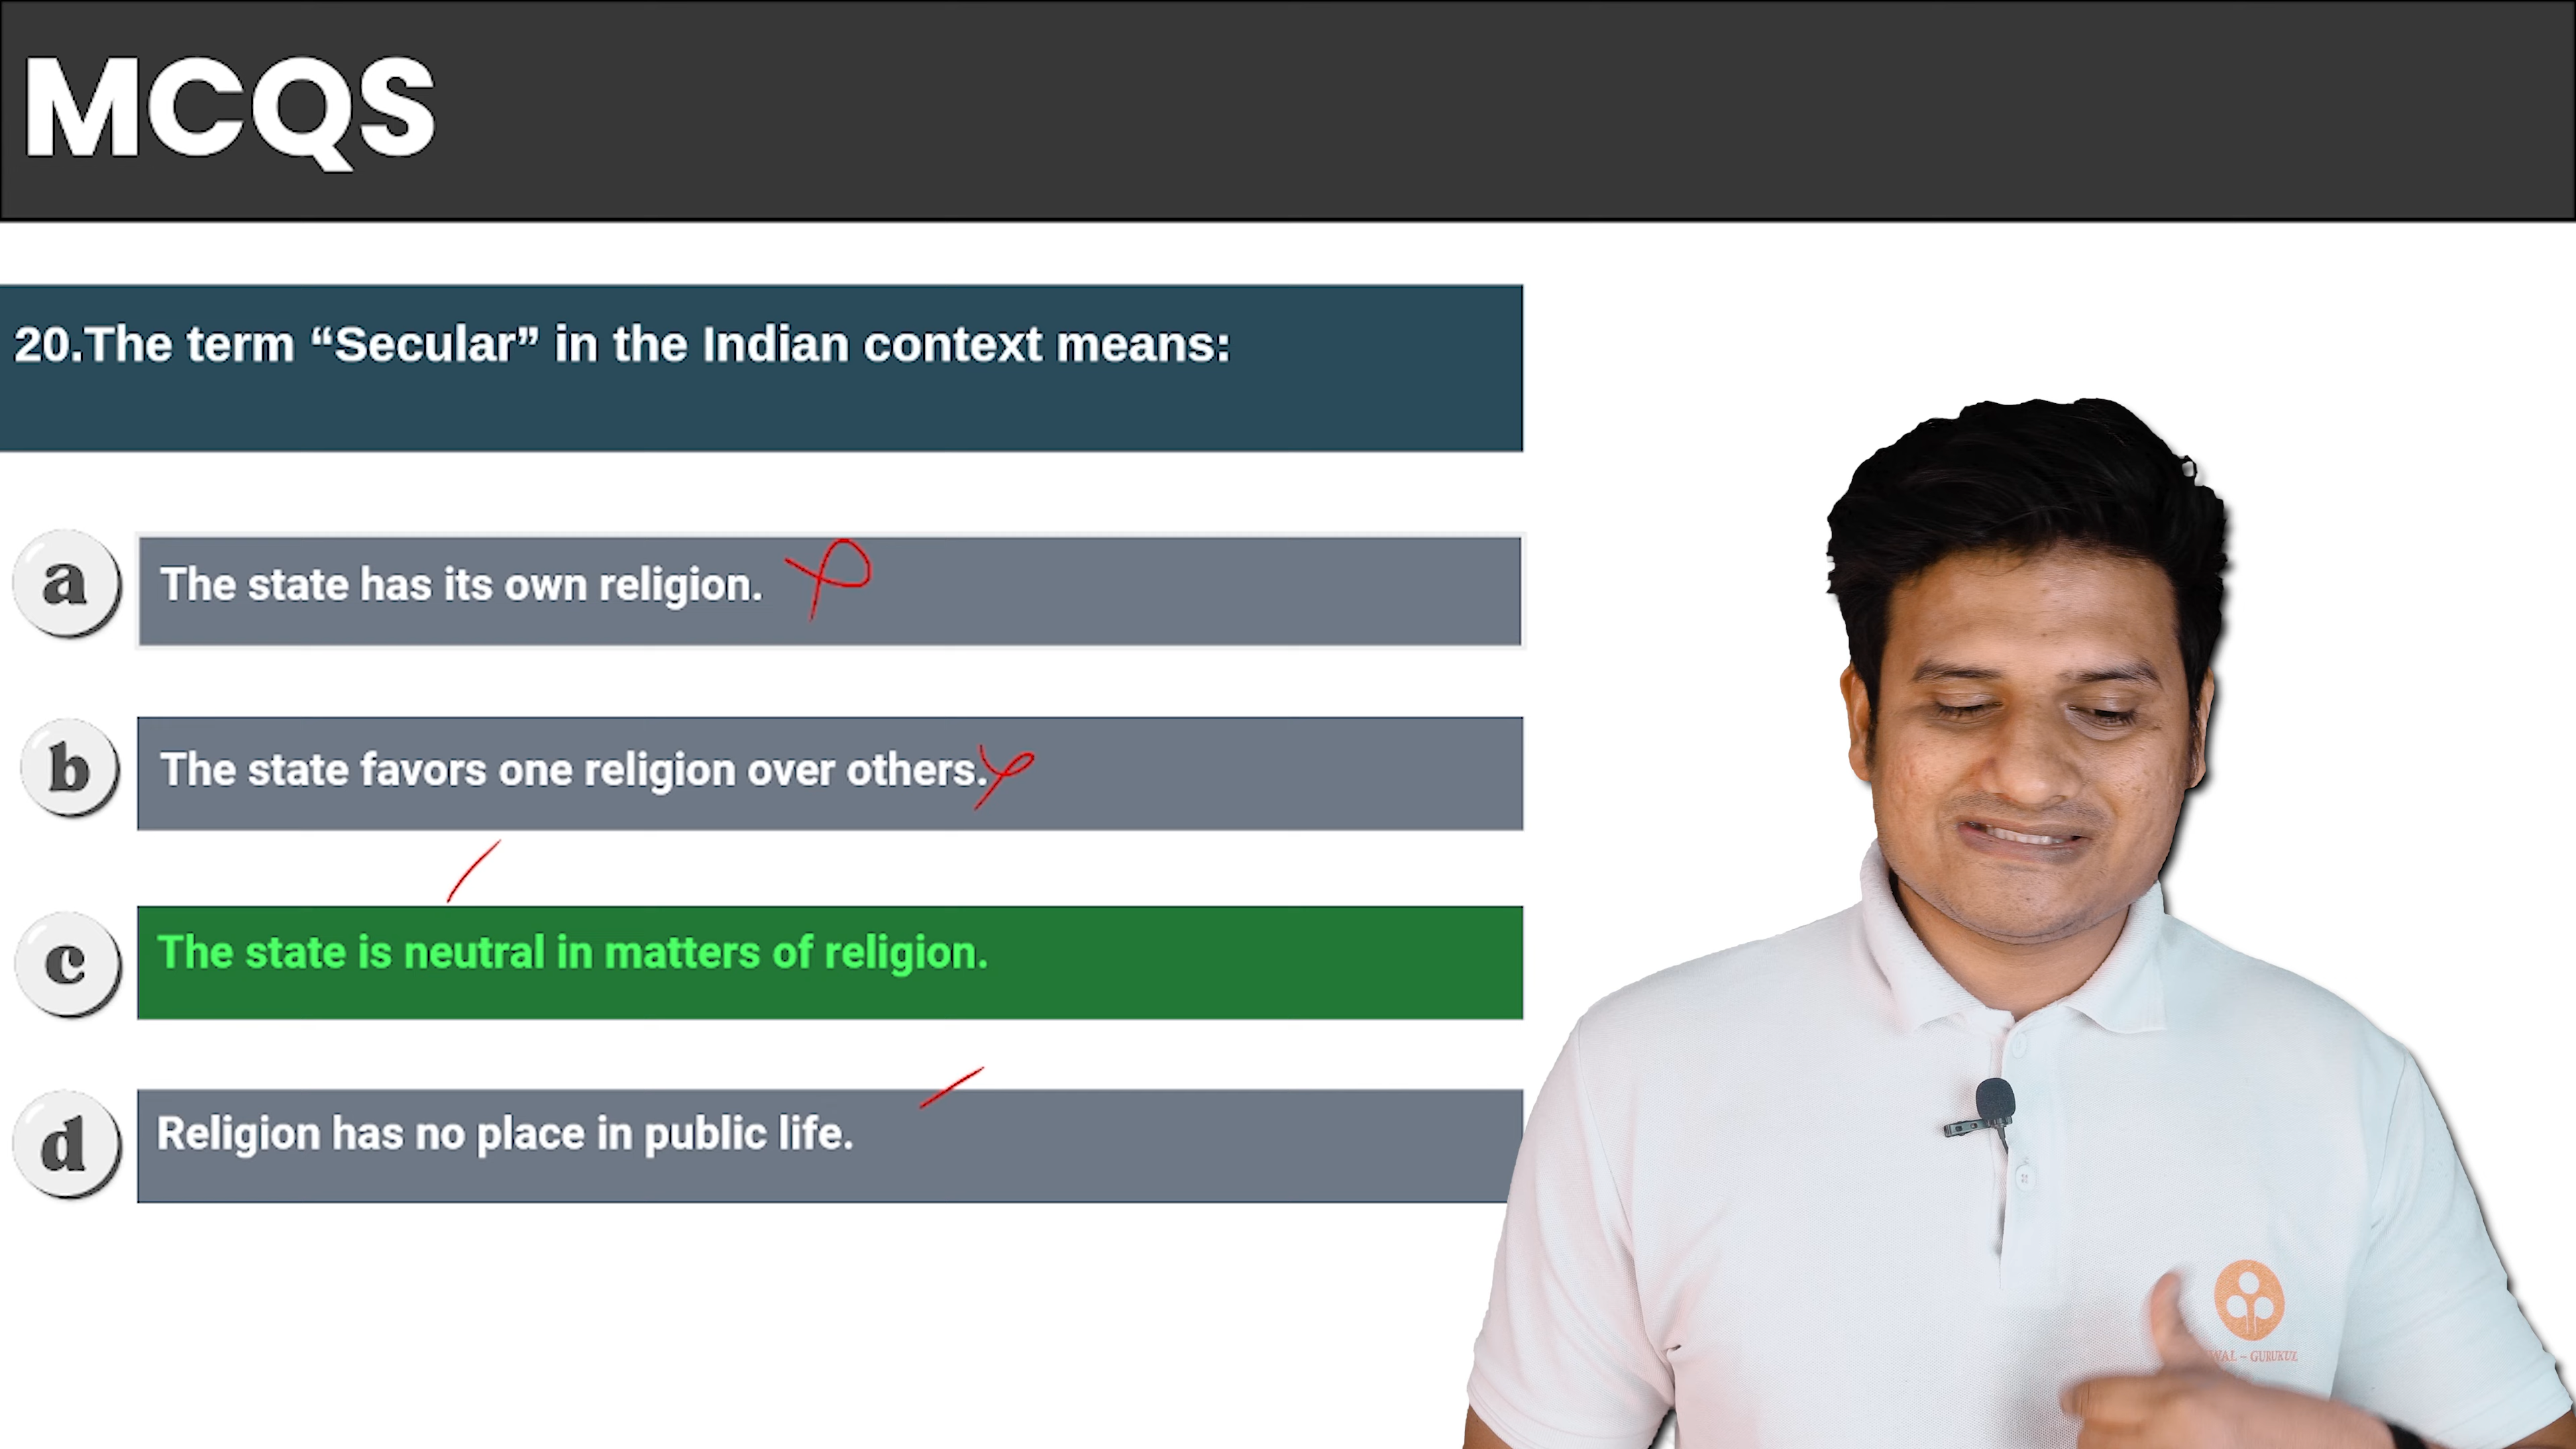 MCQS
20.The term “Secular” in the Indian context means:
a
The state has its own religion.
b
The state favors one religion over others.
c
The state is neutral in matters of religion.
d
Religion has no place in public life.
GURUKUL